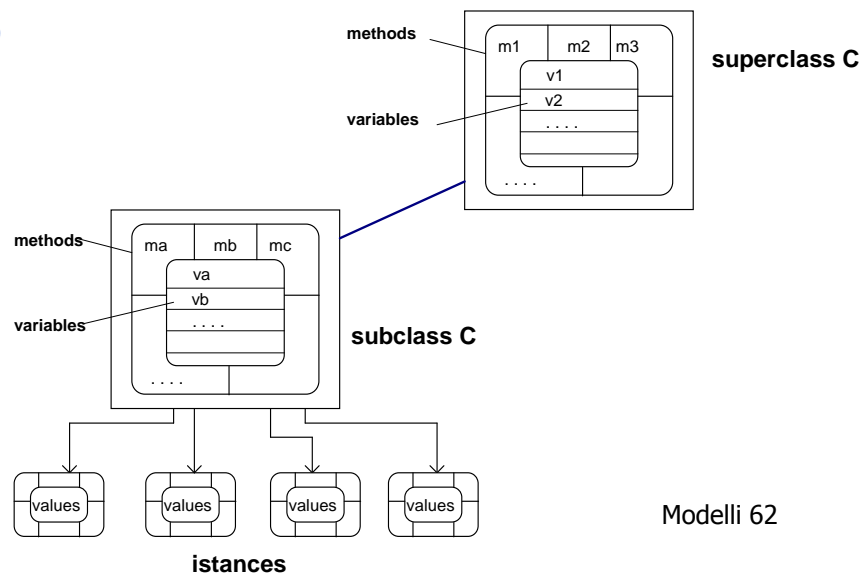 methods
m1 m2 m3
superclass C
v1
v2
variables
. . . .
. . . .
methods
ma mb mc
va
vb
variables
. . . .
subclass C
. . . .
values values values values
istances
Modelli 62